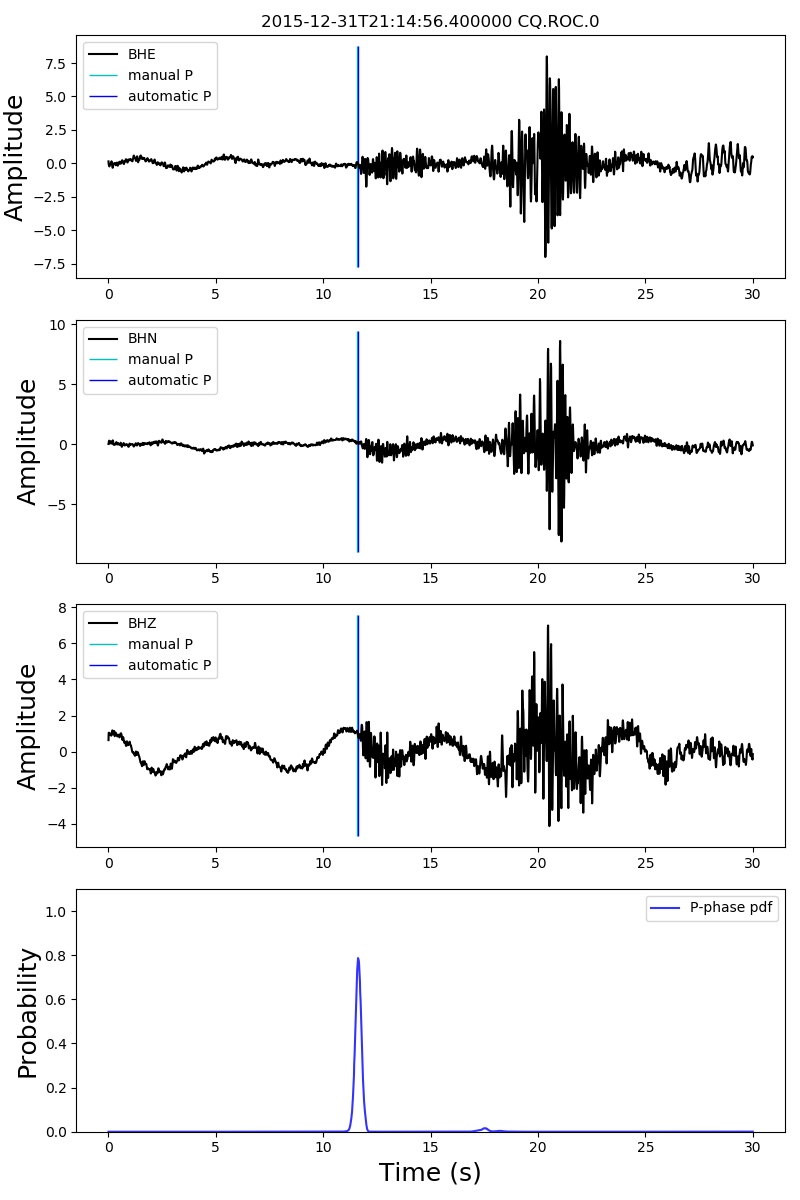 2015-12-31T21:14:56.400000 CQ.ROC.0
BHE
manual P
automatic P
Amplitude
7.5
5.0
2.5
0.0
−2.5
−5.0
−7.5
0 5 10 15 20 25 30
BHN
manual P
automatic P
Amplitude
10
5
0
−5
0 5 10 15 20 25 30
BHZ
manual P
automatic P
Amplitude
8
6
4
2
0
−2
−4
0 5 10 15 20 25 30
P-phase pdf
Probability
1.0
0.8
0.6
0.4
0.2
0.0
0 5 10 15 20 25 30
Time (s)